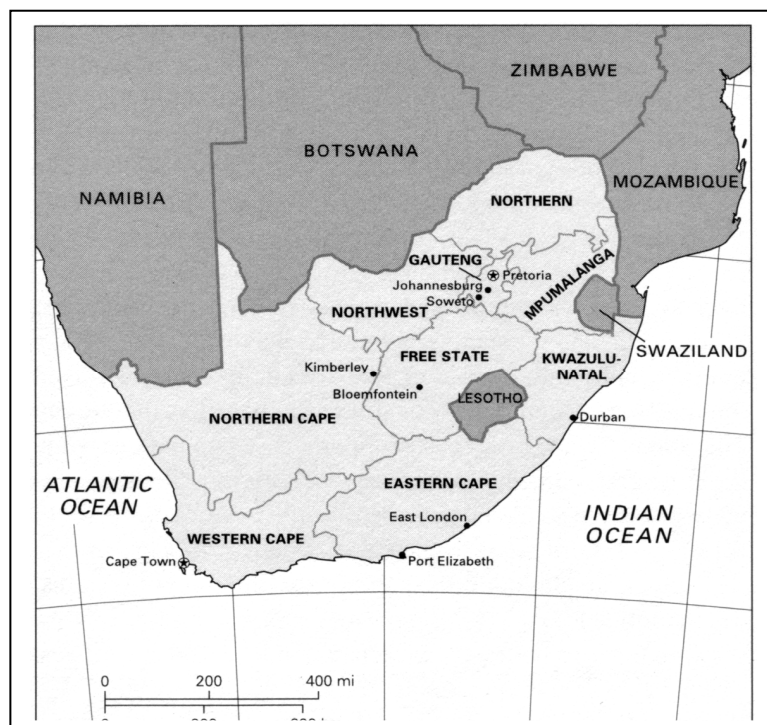 ZIMBABWE
BOTSWANA
MOZAMBIQUE
NAMIBIA
NORTHERN
GAUTENG
Pretoria
Johannesburg
MPUMALANGA
Soweto
NORTHWEST
SWAZILAND
FREE STATE
KWAZULU-
NATAL
Kimberley
Bloemfontein
LESOTHO
NORTHERN CAPE
Durban
ATLANTIC
OCEAN
EASTERN CAPE
INDIAN
OCEAN
East London
WESTERN CAPE
Cape Town
Port Elizabeth
0 200 400 mi